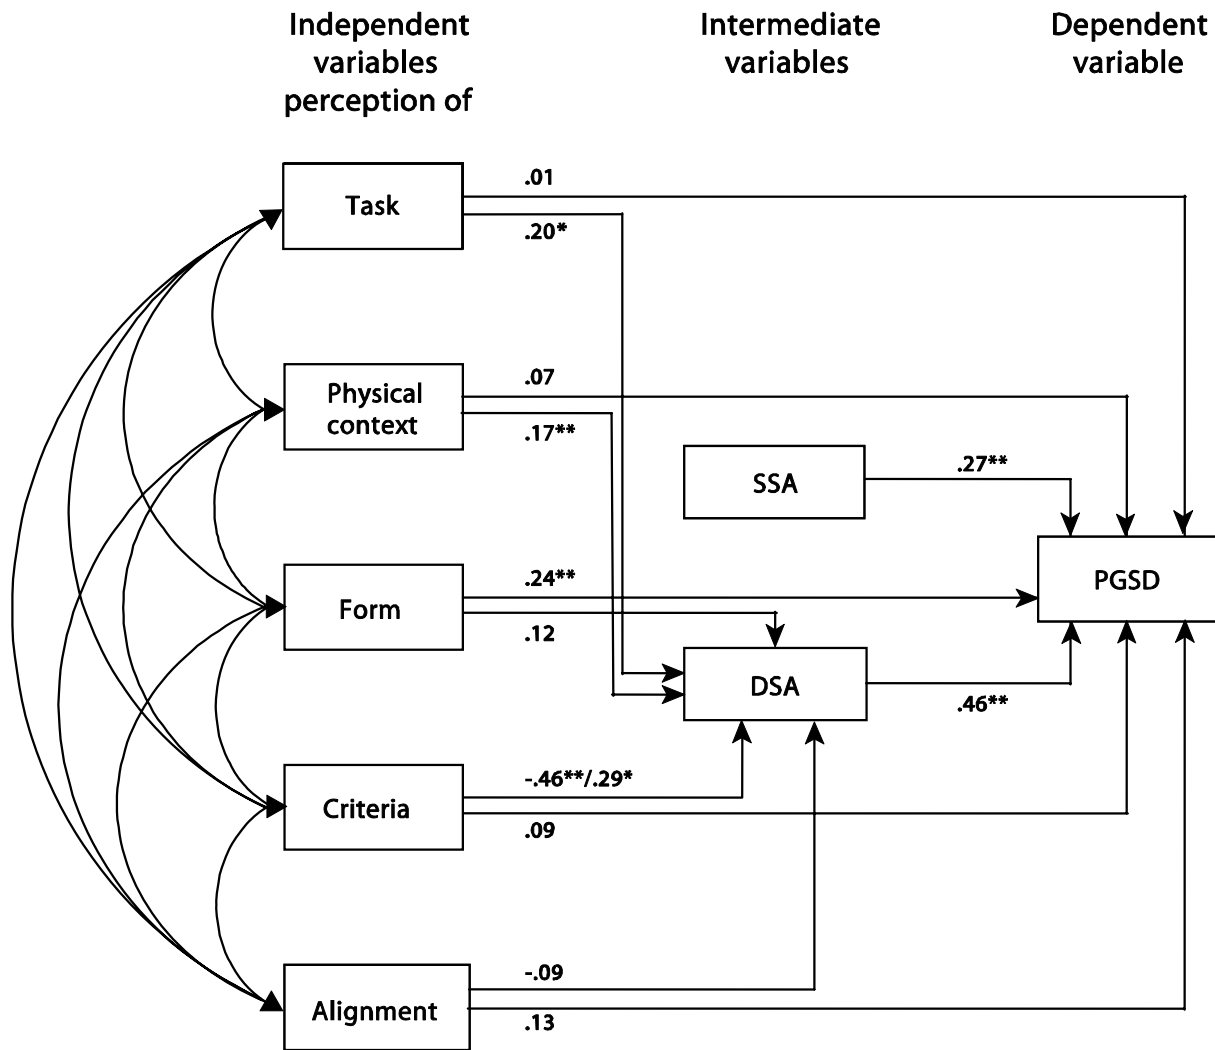 Independent
variables
perception of
Intermediate
variables
Dependent
variable
Task
.01
.20*
Physical
context
.07
.17**
SSA
.27**
PGSD
Form
.24**
.12
DSA
.46**
Criteria
-.46**/.29*
.09
Alignment
-.09
.13